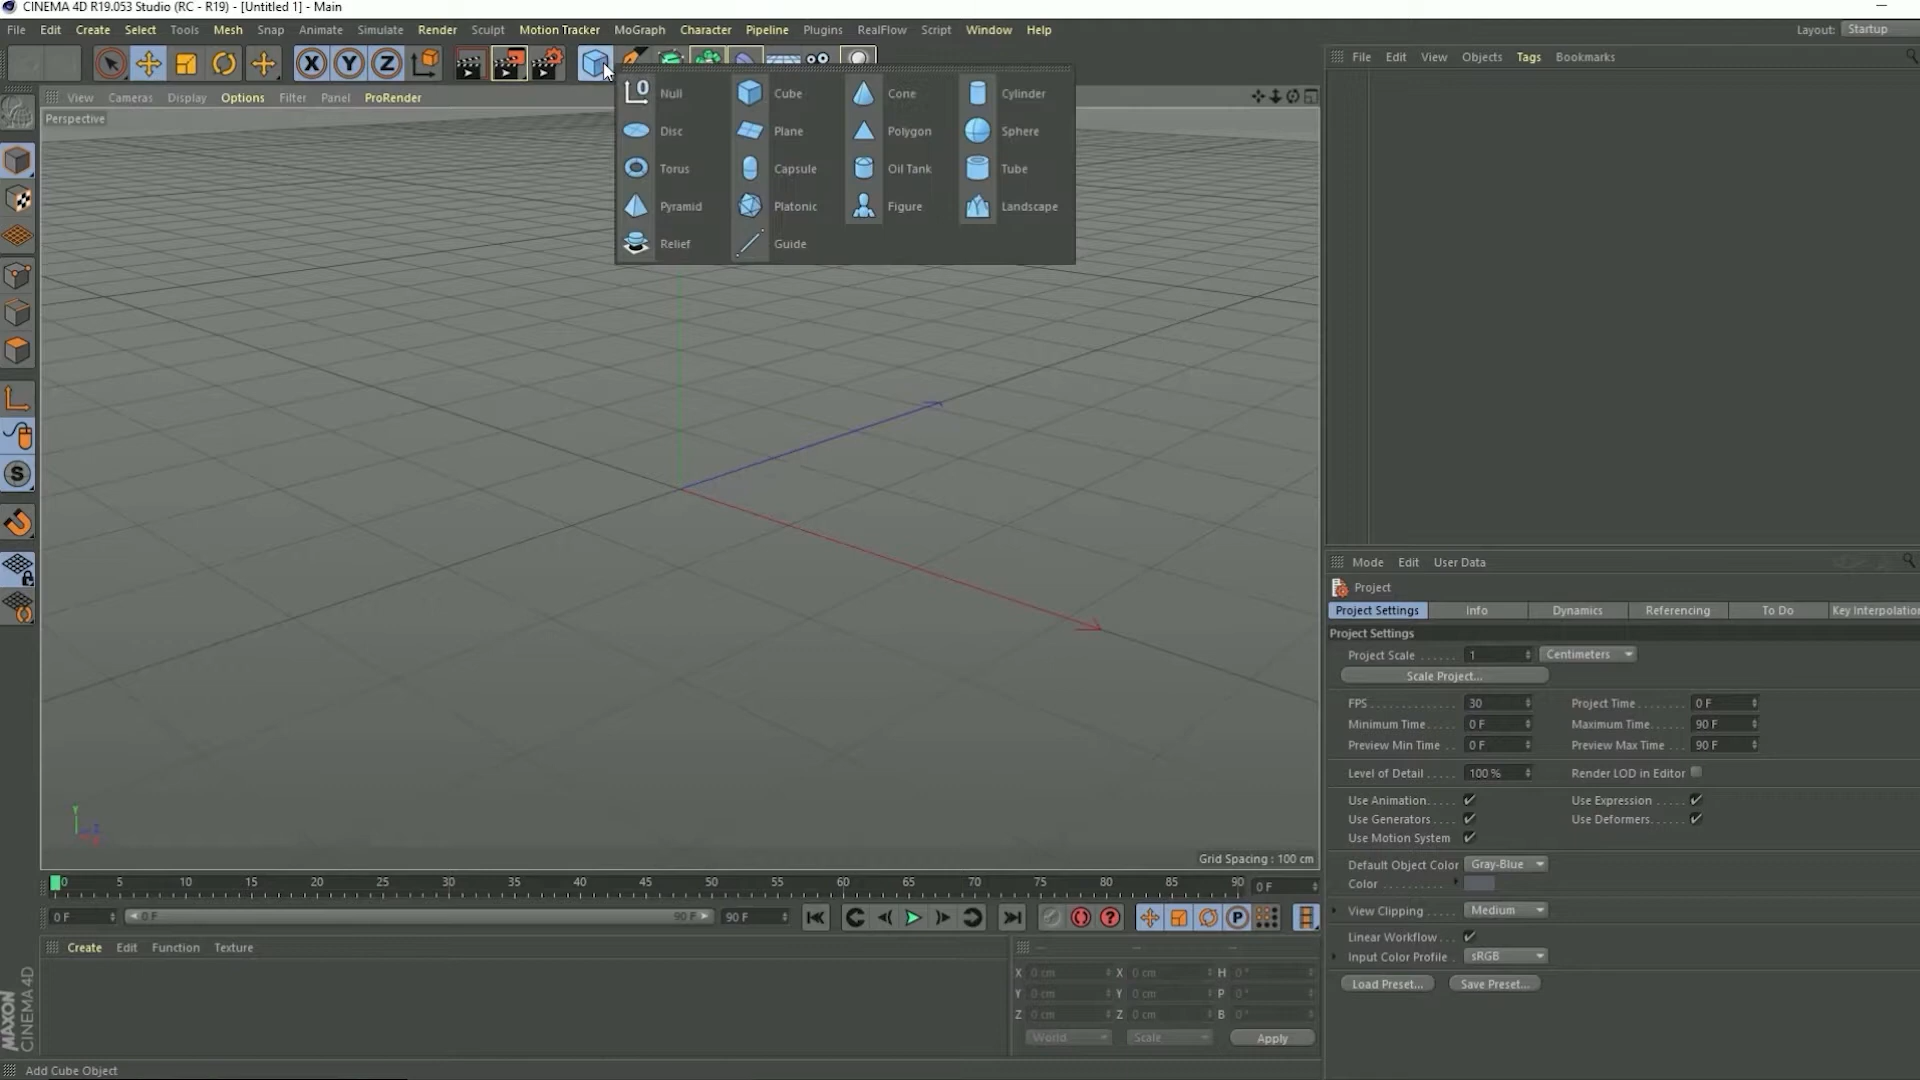 CINEMA 4D R19.053 Studio (RC - R19) - [Untitled 1] - Main
File Edit Create Select Tools Mesh Snap Animate Simulate Render Sculpt Motion Tracker MoGraph Character Pipeline Plugins RealFlow Script Window Help Layout: Startup
X Y Z
File Edit View Objects Tags Bookmarks
View Cameras Display Options Filter Panel ProRender
Perspective
0 Null Cube Cone Cylinder
Disc Plane Polygon Sphere
Torus Capsule Oil Tank Tube
Pyramid Platonic Figure Landscape
Relief Guide
S
Mode Edit User Data
Project
Project Settings Info Dynamics Referencing To Do Key Interpolation
Project Settings
Project Scale ...... 1 Centimeters
Scale Project...
FPS ............ 30 Project Time ....... 0 F
Minimum Time ... 0 F Maximum Time..... 90 F
Preview Min Time .. 0 F Preview Max Time ... 90 F
Level of Detail ..... 100 % Render LOD in Editor
Use Animation..... Use Expression .....
Use Generators .... Use Deformers......
Use Motion System
Default Object Color Gray-Blue
Color ..........
View Clipping ...... Medium
Linear Workflow...
Input Color Profile . sRGB
Load Preset... Save Preset...
Y
Z
X
Grid Spacing : 100 cm
0 5 10 15 20 25 30 35 40 45 50 55 60 65 70 75 80 85 90 0 F
0 F 0 F 90 F 90 F ? P
Create Edit Function Texture
-- -- --
X 0 cm X 0 cm H 0 °
Y 0 cm Y 0 cm P 0 °
Z 0 cm Z 0 cm B 0 °
World Scale Apply
MAXON
CINEMA 4D
Add Cube Object